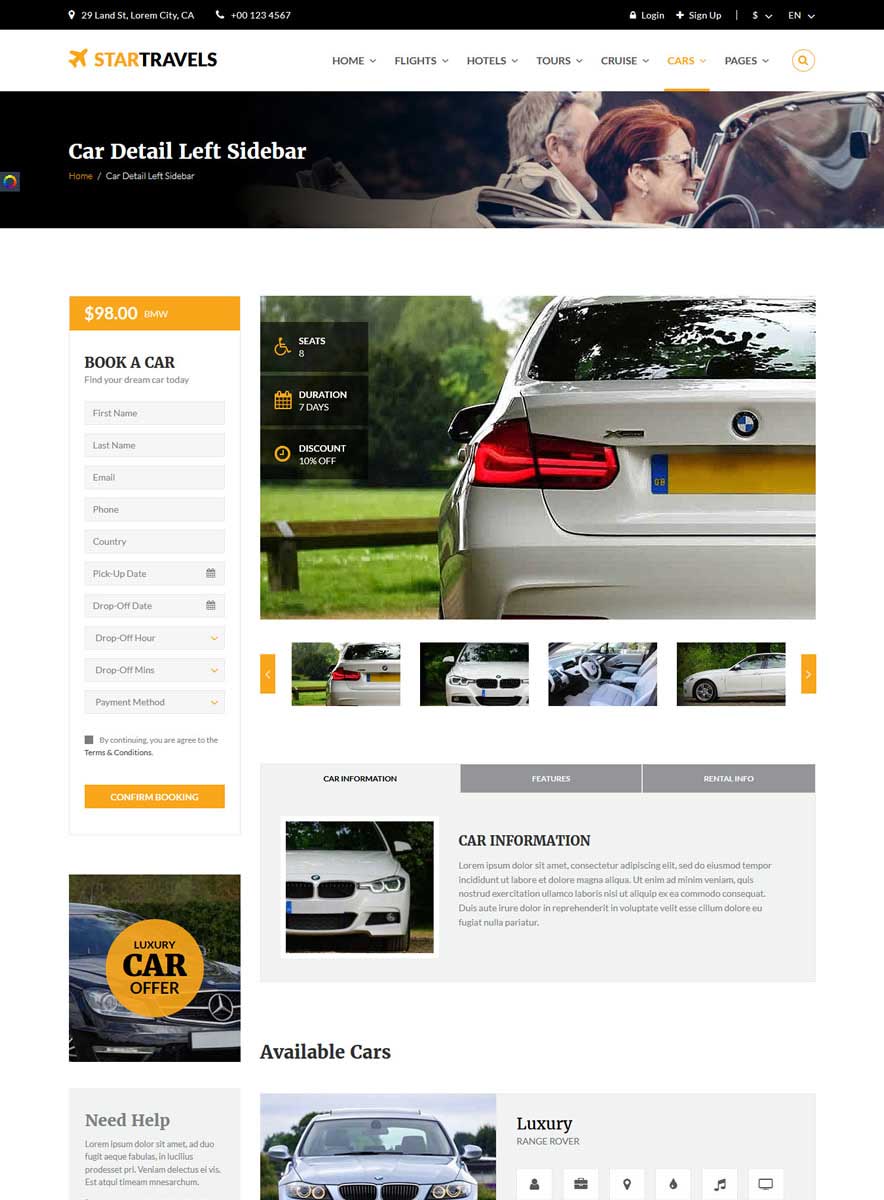 29 Land St, Lorem City, CA
+00 123 4567
Login
Sign Up
$
EN
STARTRAVELS
HOME
FLIGHTS
HOTELS
TOURS
CRUISE
CARS
PAGES
Car Detail Left Sidebar
Home / Car Detail Left Sidebar
$98.00 BMW
BOOK A CAR
Find your dream car today
First Name
Last Name
Email
Phone
Country
Pick-Up Date
Drop-Off Date
Drop-Off Hour
Drop-Off Mins
Payment Method
By continuing, you are agree to the
Terms & Conditions.
CONFIRM BOOKING
SEATS
8
DURATION
7 DAYS
DISCOUNT
10% OFF
GB
CAR INFORMATION
FEATURES
RENTAL INFO
CAR INFORMATION
Lorem ipsum dolor sit amet, consectetur adipiscing elit, sed do eiusmod tempor
incididunt ut labore et dolore magna aliqua. Ut enim ad minim veniam, quis
nostrud exercitation ullamco laboris nisi ut aliquip ex ea commodo consequat.
Duis aute irure dolor in reprehenderit in voluptate velit esse cillum dolore eu
fugiat nulla pariatur.
LUXURY
CAR
OFFER
Available Cars
Need Help
Lorem ipsum dolor sit amet, ad duo
fugit aeque fabulas, in lucilius
prodesset pri. Veniam delectus ei vis.
Est atqui timeam mnesarchum.
Luxury
RANGE ROVER